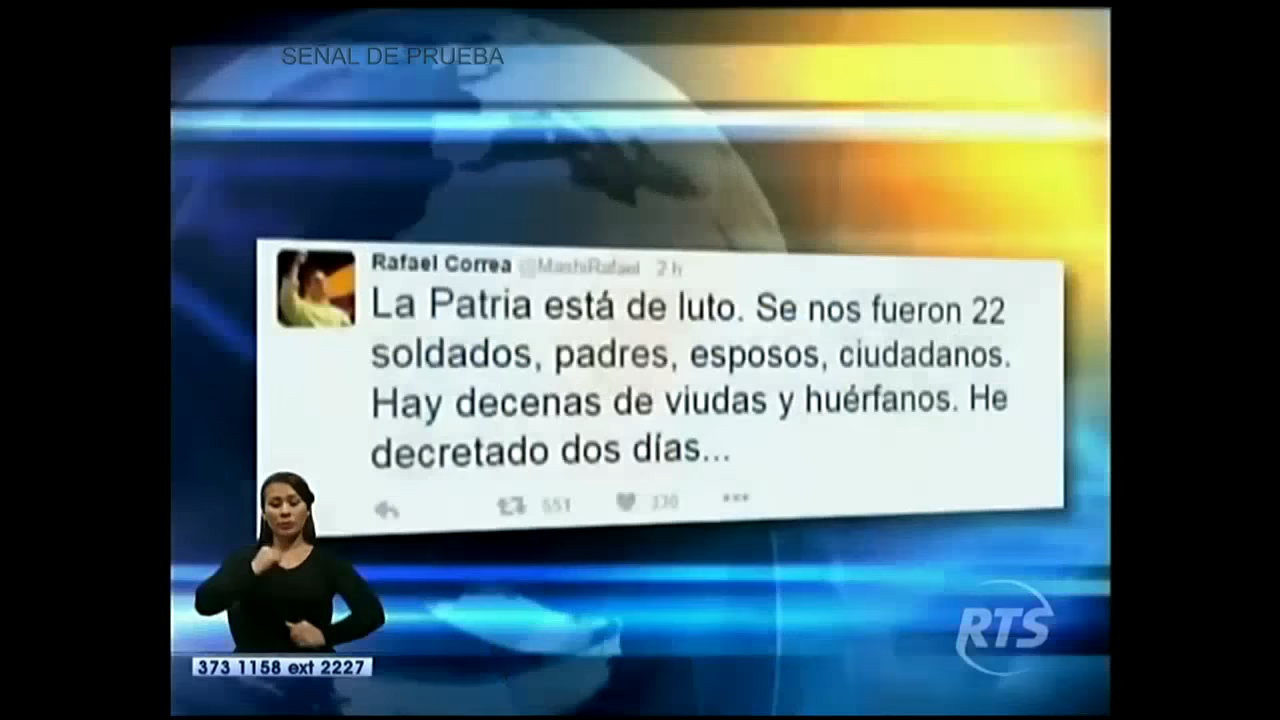 SEÑAL DE PRUEBA
Rafael Correa @MashiRafael 2 h
La Patria está de luto. Se nos fueron 22
soldados, padres, esposos, ciudadanos.
Hay decenas de viudas y huérfanos. He
decretado dos días...
551 330
373 1158 ext 2227
RTS